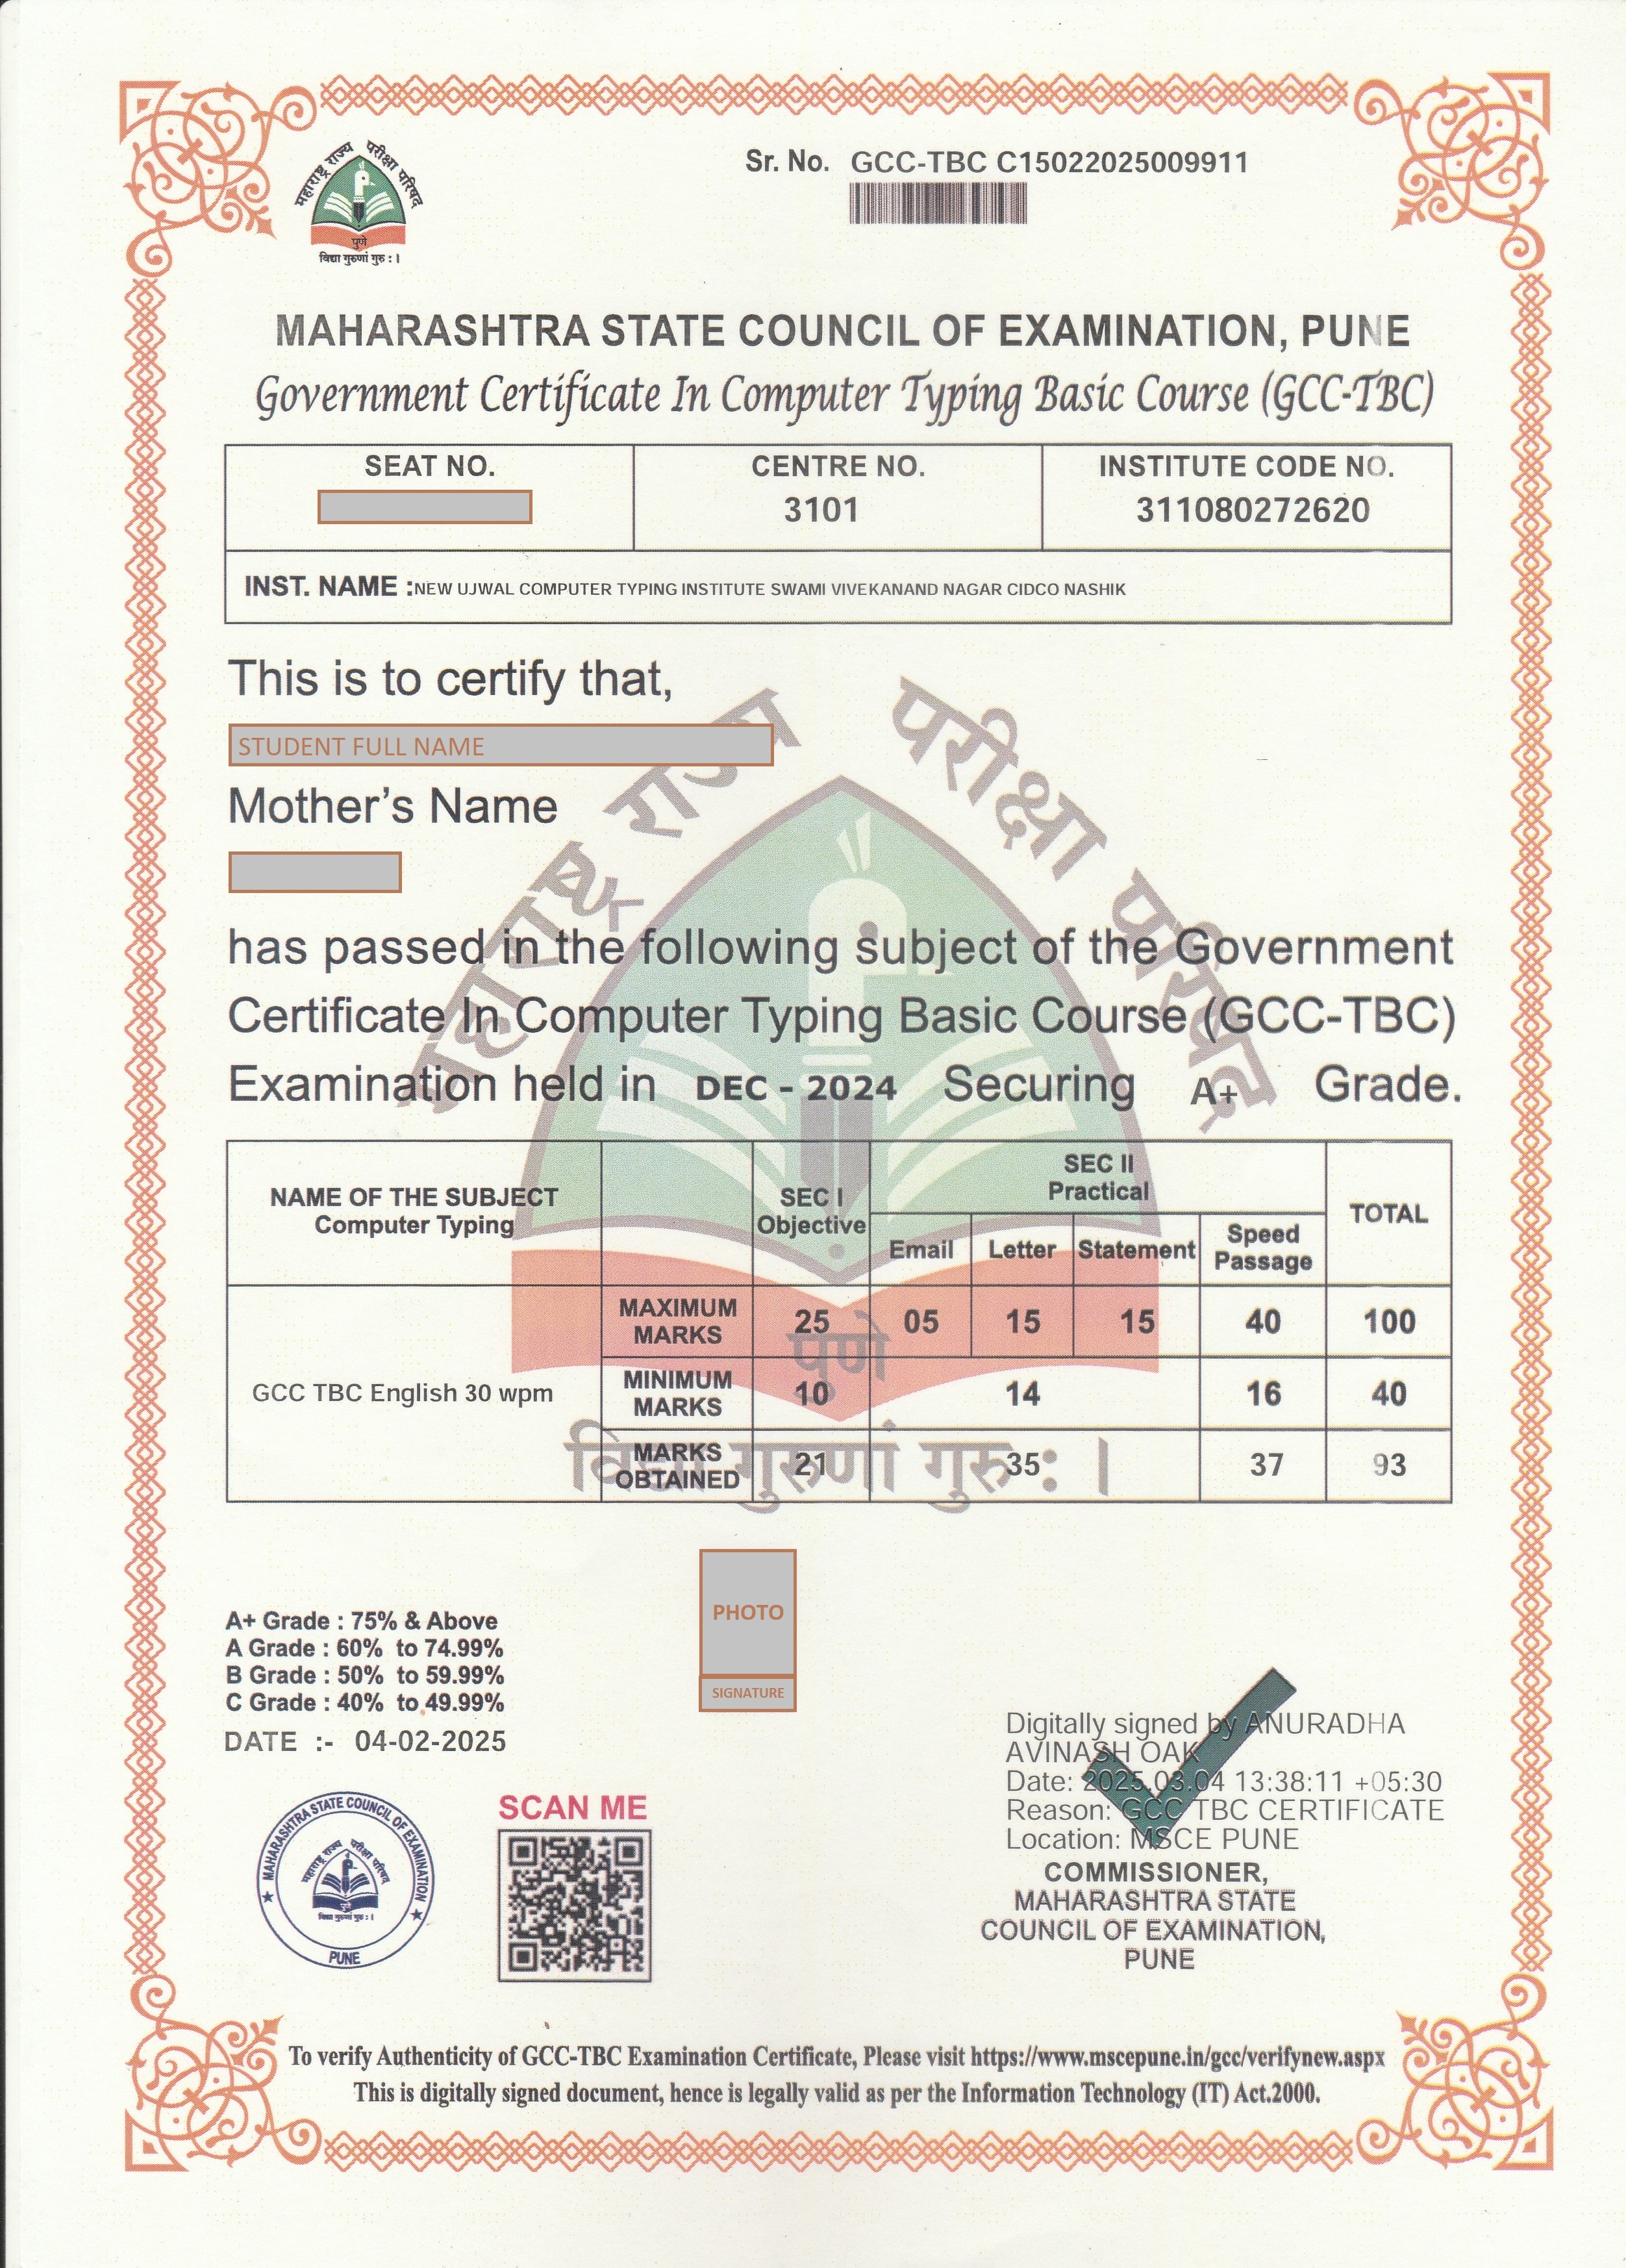 महाराष्ट्र राज्य परीक्षा परिषद
पुणे
विद्या गुरुणां गुरु : ।
Sr. No. GCC-TBC C15022025009911
MAHARASHTRA STATE COUNCIL OF EXAMINATION, PUNE
Government Certificate In Computer Typing Basic Course (GCC-TBC)
SEAT NO. CENTRE NO. INSTITUTE CODE NO.
3101 311080272620
INST. NAME :NEW UJWAL COMPUTER TYPING INSTITUTE SWAMI VIVEKANAND NAGAR CIDCO NASHIK
This is to certify that,
STUDENT FULL NAME
Mother's Name
has passed in the following subject of the Government
Certificate In Computer Typing Basic Course (GCC-TBC)
Examination held in DEC - 2024 Securing A+ Grade.
महाराष्ट्र राज्य परीक्षा परिषद
पुणे
विद्या गुरुणां गुरु : ।
NAME OF THE SUBJECT
Computer Typing
SEC I
Objective
SEC II
Practical
Email Letter Statement Speed
Passage
TOTAL
MAXIMUM
MARKS
25 05 15 15 40 100
GCC TBC English 30 wpm
MINIMUM
MARKS
10 14 16 40
MARKS
OBTAINED
21 35 37 93
PHOTO
SIGNATURE
A+ Grade : 75% & Above
A Grade : 60% to 74.99%
B Grade : 50% to 59.99%
C Grade : 40% to 49.99%
DATE :- 04-02-2025
MAHARASHTRA STATE COUNCIL OF EXAMINATION
महाराष्ट्र राज्य परीक्षा परिषद
पुणे
विद्या गुरुणां गुरु : ।
PUNE
SCAN ME
Digitally signed by ANURADHA
AVINASH OAK
Date: 2025.03.04 13:38:11 +05:30
Reason: GCC TBC CERTIFICATE
Location: MSCE PUNE
COMMISSIONER,
MAHARASHTRA STATE
COUNCIL OF EXAMINATION,
PUNE
To verify Authenticity of GCC-TBC Examination Certificate, Please visit https://www.mscepune.in/gcc/verifynew.aspx
This is digitally signed document, hence is legally valid as per the Information Technology (IT) Act.2000.